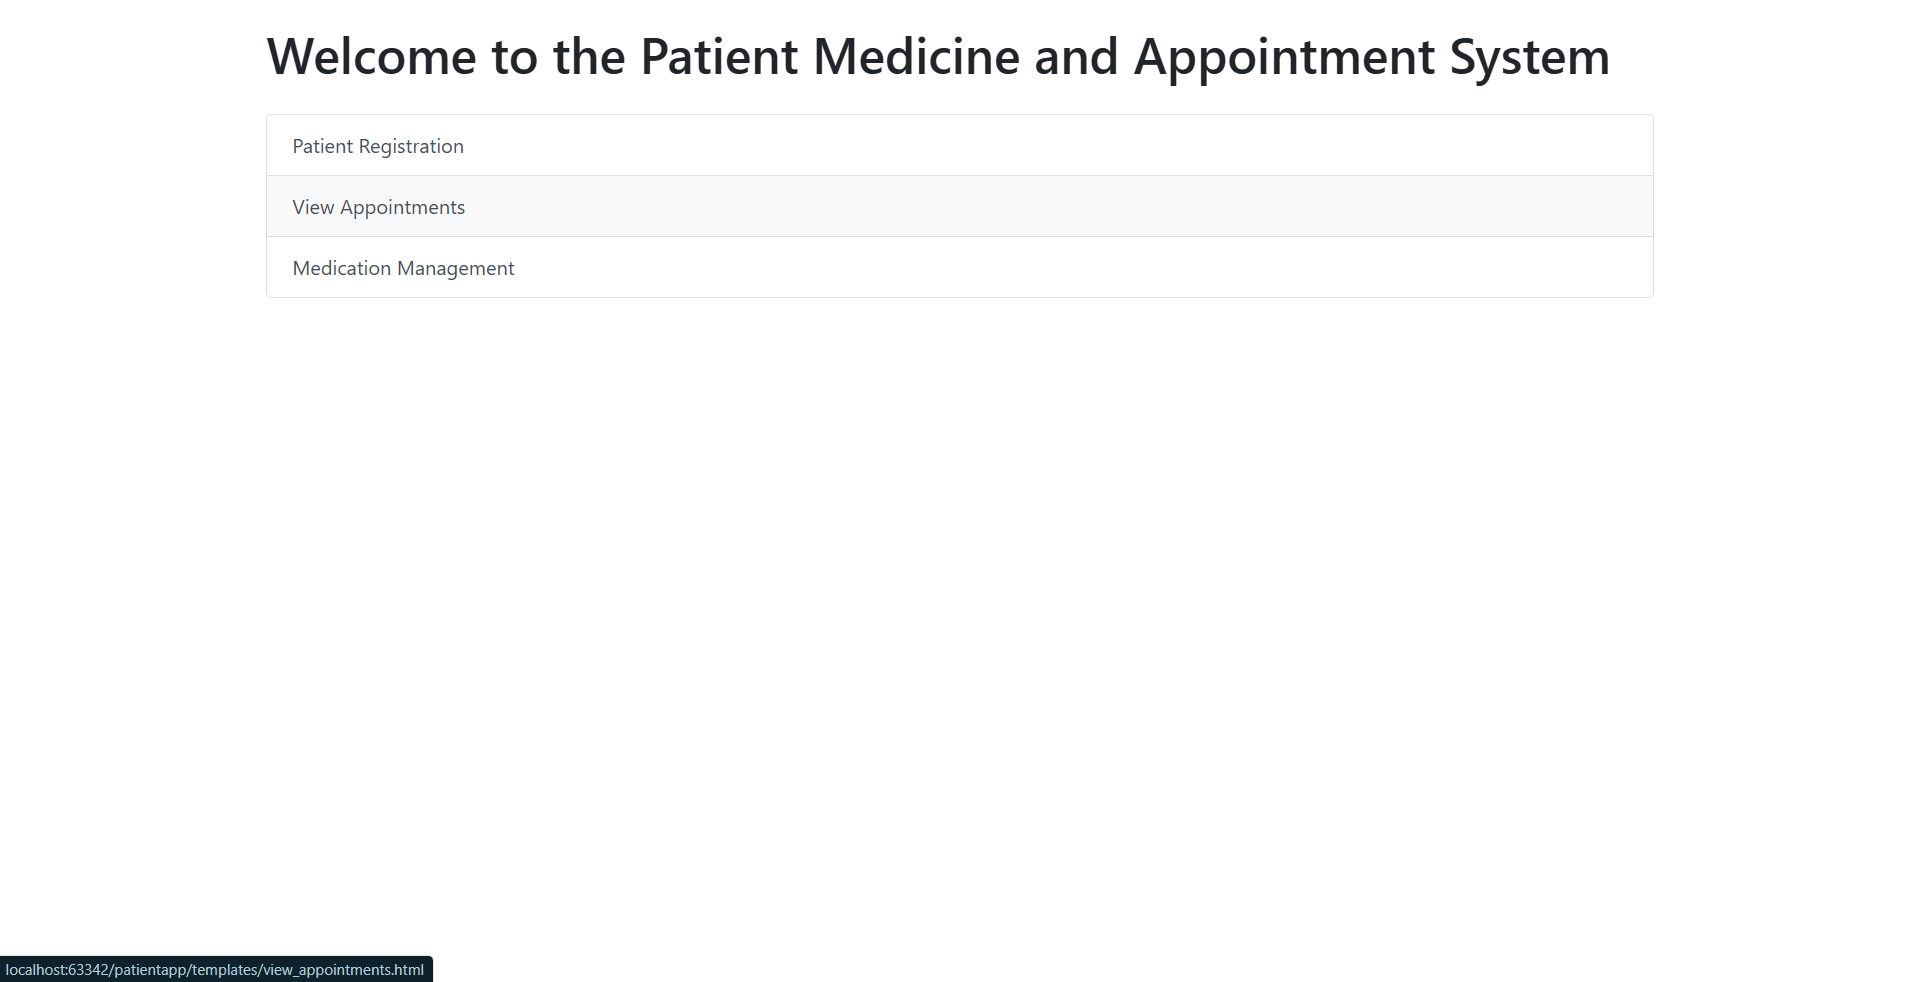 Welcome to the Patient Medicine and Appointment System
Patient Registration
View Appointments
Medication Management
localhost:63342/patientapp/templates/view_appointments.html